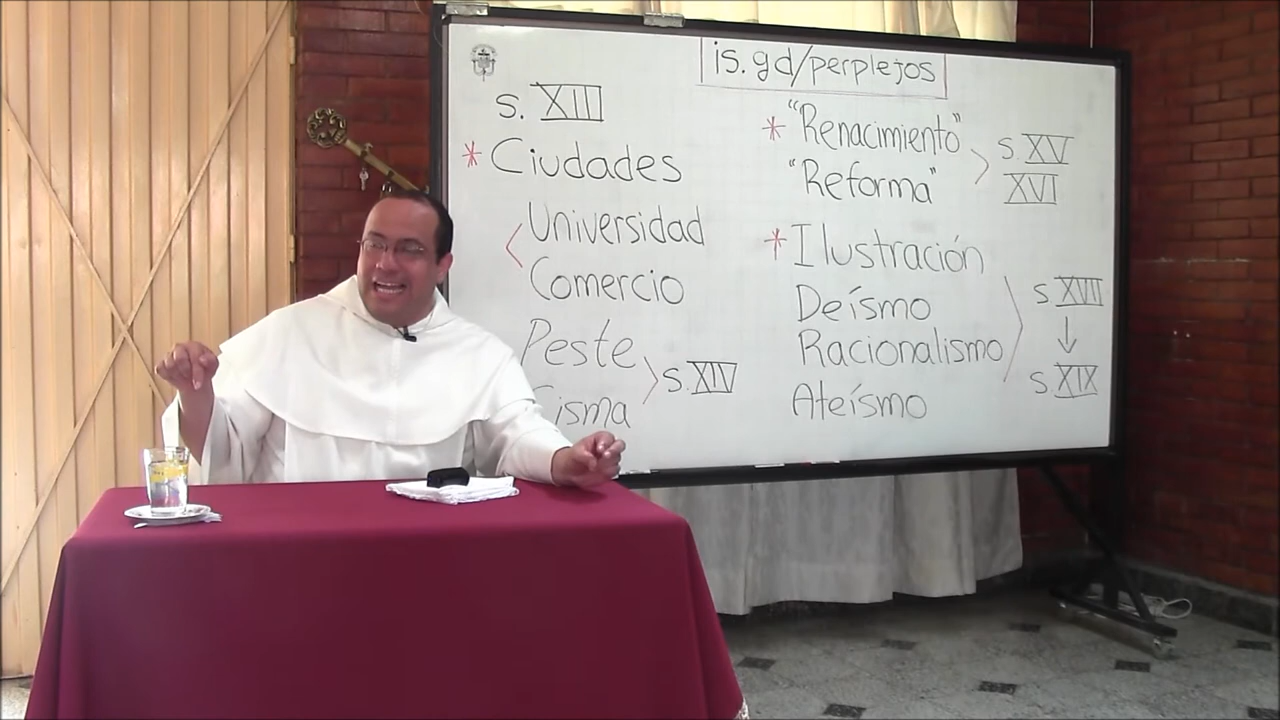 is.gd/perplejos
s. XIII
* Ciudades
Universidad
Comercio
Peste
Cisma
s. XIV
* "Renacimiento"
"Reforma"
s. XV
XVI
* Ilustración
Deísmo
Racionalismo
Ateísmo
s. XVII
↓
s. XIX